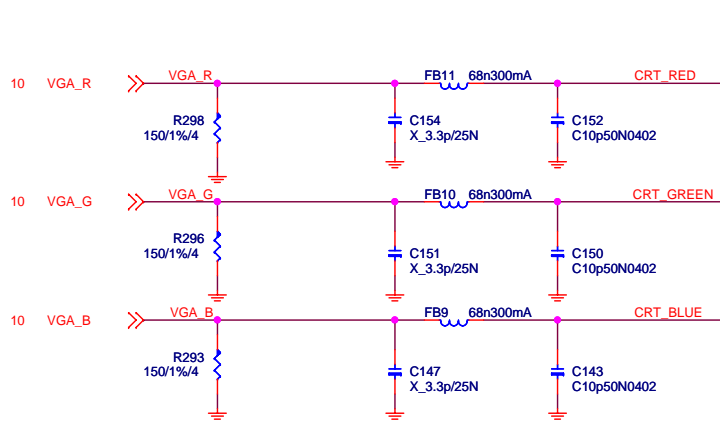 VGA_R FB11 68n300mA CRT_RED
10 VGA_R
R298 C154 C152
150/1%/4 X_3.3p/25N C10p50N0402
VGA_G FB10 68n300mA CRT_GREEN
10 VGA_G
R296
150/1%/4 C151 C150
X_3.3p/25N C10p50N0402
VGA_B FB9 68n300mA CRT_BLUE
10 VGA_B
R293 C147 C143
150/1%/4 X_3.3p/25N C10p50N0402